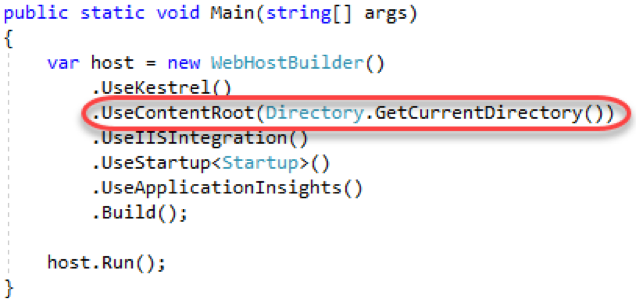 public static void Main(string[] args)
{
    var host = new WebHostBuilder()
        .UseKestrel()
        .UseContentRoot(Directory.GetCurrentDirectory())
        .UseIISIntegration()
        .UseStartup<Startup>()
        .UseApplicationInsights()
        .Build();

    host.Run();
}